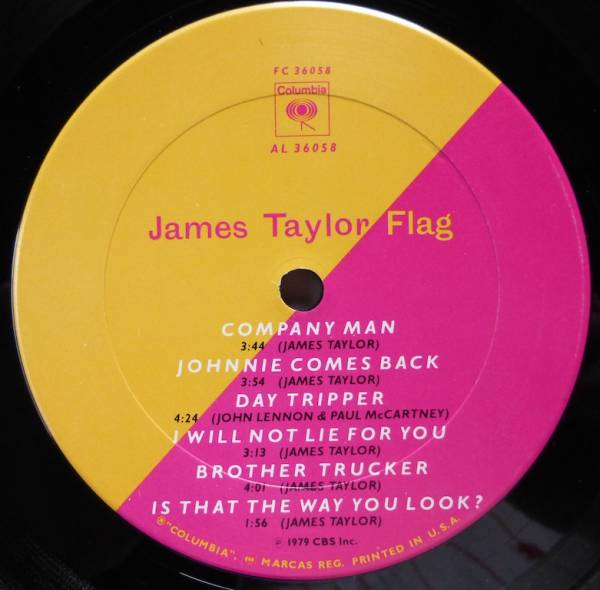 FC 36058
Columbia
AL 36058
James Taylor Flag
COMPANY MAN
3:44 (JAMES TAYLOR)
JOHNNIE COMES BACK
3:54 (JAMES TAYLOR)
DAY TRIPPER
4:24 (JOHN LENNON & PAUL McCARTNEY)
I WILL NOT LIE FOR YOU
3:13 (JAMES TAYLOR)
BROTHER TRUCKER
4:01 (JAMES TAYLOR)
IS THAT THE WAY YOU LOOK?
1:56 (JAMES TAYLOR)
℗ 1979 CBS Inc.
® "COLUMBIA", MARCAS REG. PRINTED IN U.S.A.